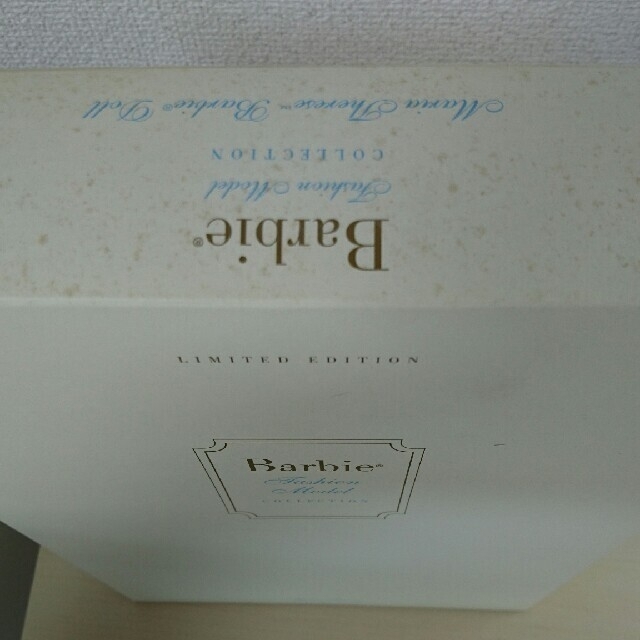 Barbie®
Fashion Model
COLLECTION
Maria Therese™ Barbie® Doll
LIMITED EDITION
Barbie®
Fashion
Model
COLLECTION